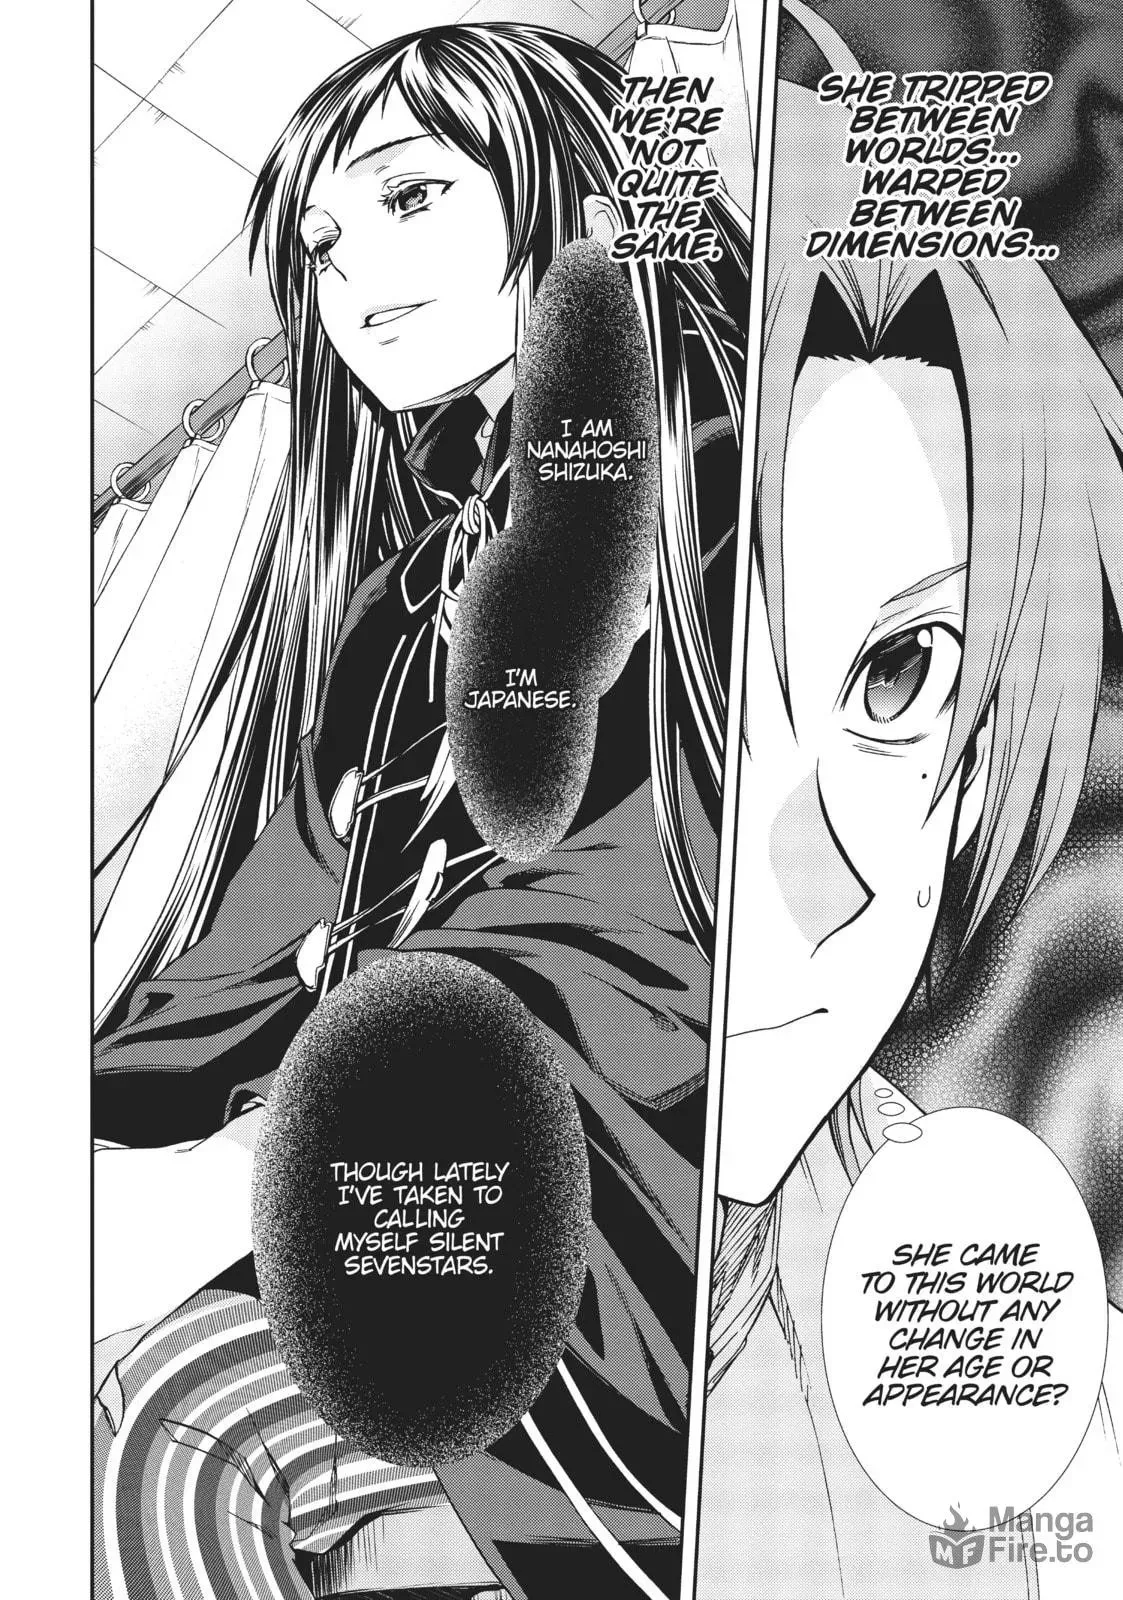 SHE TRIPPED
BETWEEN
WORLDS...
WARPED
BETWEEN
DIMENSIONS...
SHE CAME
TO THIS WORLD
WITHOUT ANY
CHANGE IN
HER AGE OR
APPEARANCE?
THEN
WE'RE
NOT
QUITE
THE
SAME.
I AM
NANAHOSHI
SHIZUKA.
I'M
JAPANESE.
THOUGH LATELY
I'VE TAKEN TO
CALLING
MYSELF SILENT
SEVENSTARS.
MF
Manga
Fire.to